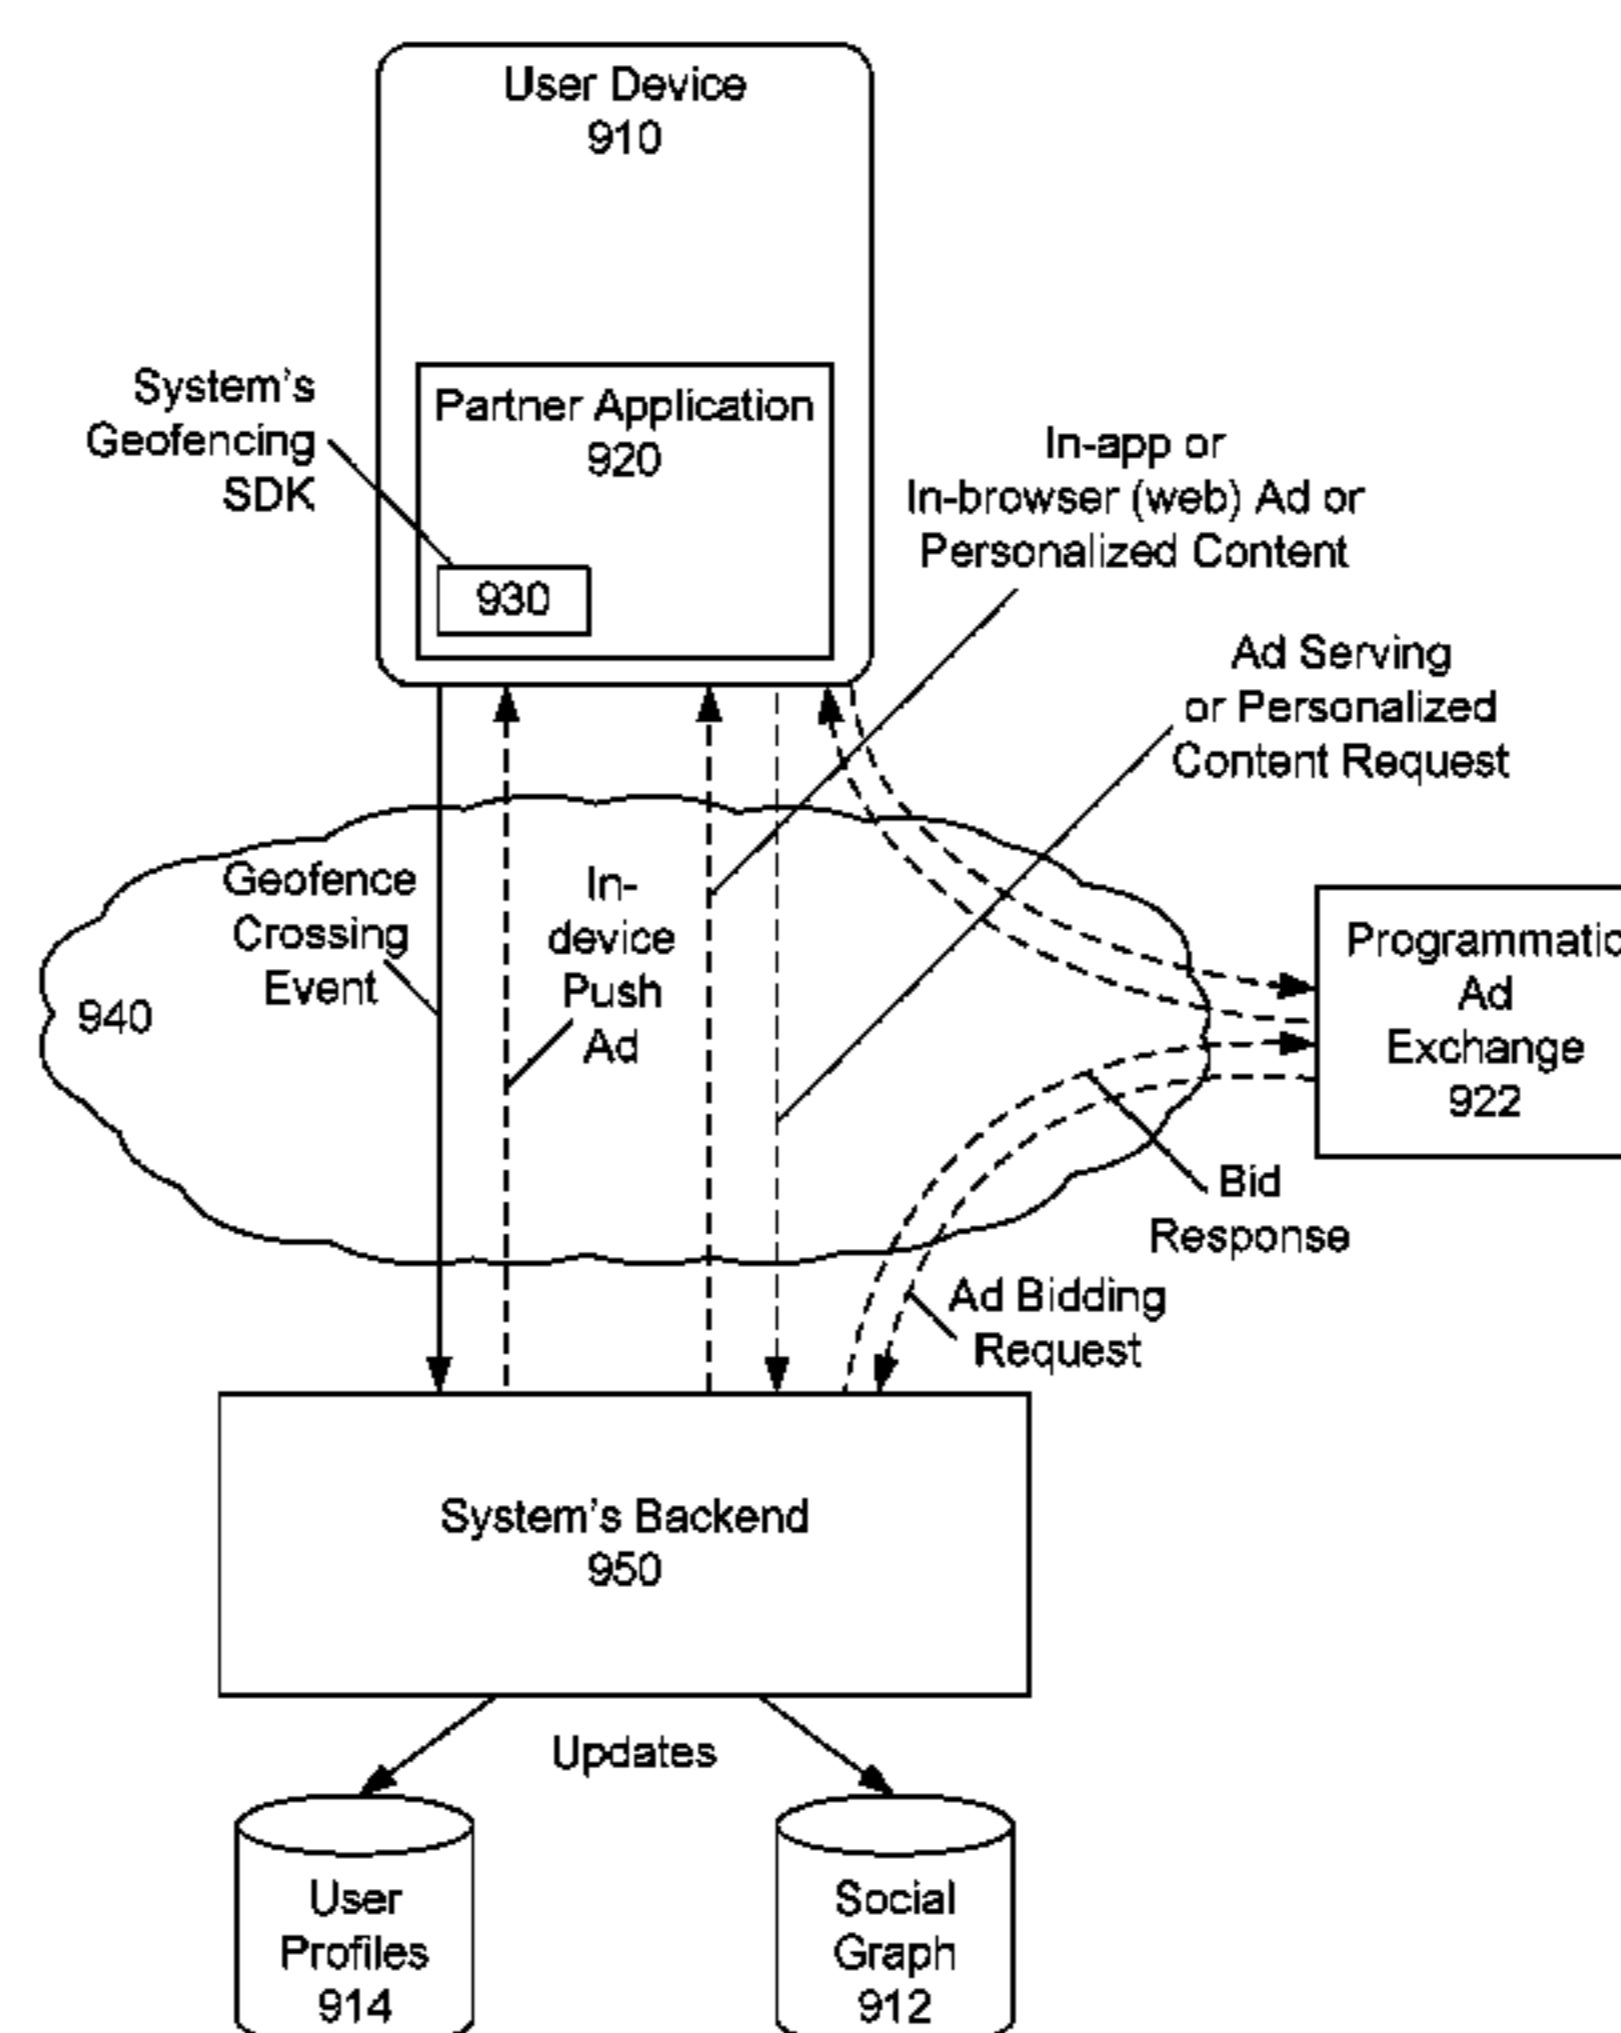 User Device
910
System's
Geofencing
SDK
Partner Application
920
930
In-app or
In-browser (web) Ad or
Personalized Content
Ad Serving
or Personalized
Content Request
Geofence
Crossing
Event
In-
device
Push
Ad
940
Programmatic
Ad
Exchange
922
Bid
Response
Ad Bidding
Request
System's Backend
950
Updates
User
Profiles
914
Social
Graph
912